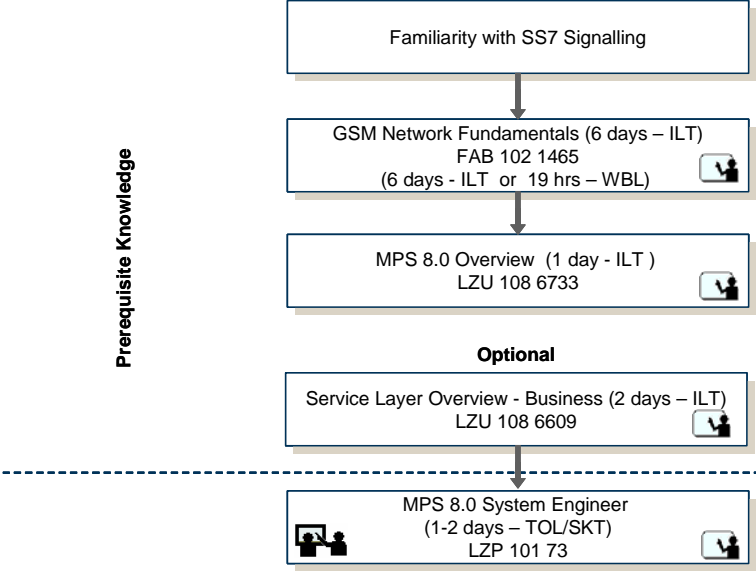 Familiarity with SS7 Signalling
GSM Network Fundamentals (6 days – ILT)
FAB 102 1465
(6 days - ILT or 19 hrs – WBL)
Prerequisite Knowledge
MPS 8.0 Overview (1 day - ILT )
LZU 108 6733
Optional
Service Layer Overview - Business (2 days – ILT)
LZU 108 6609
MPS 8.0 System Engineer
(1-2 days – TOL/SKT)
LZP 101 73